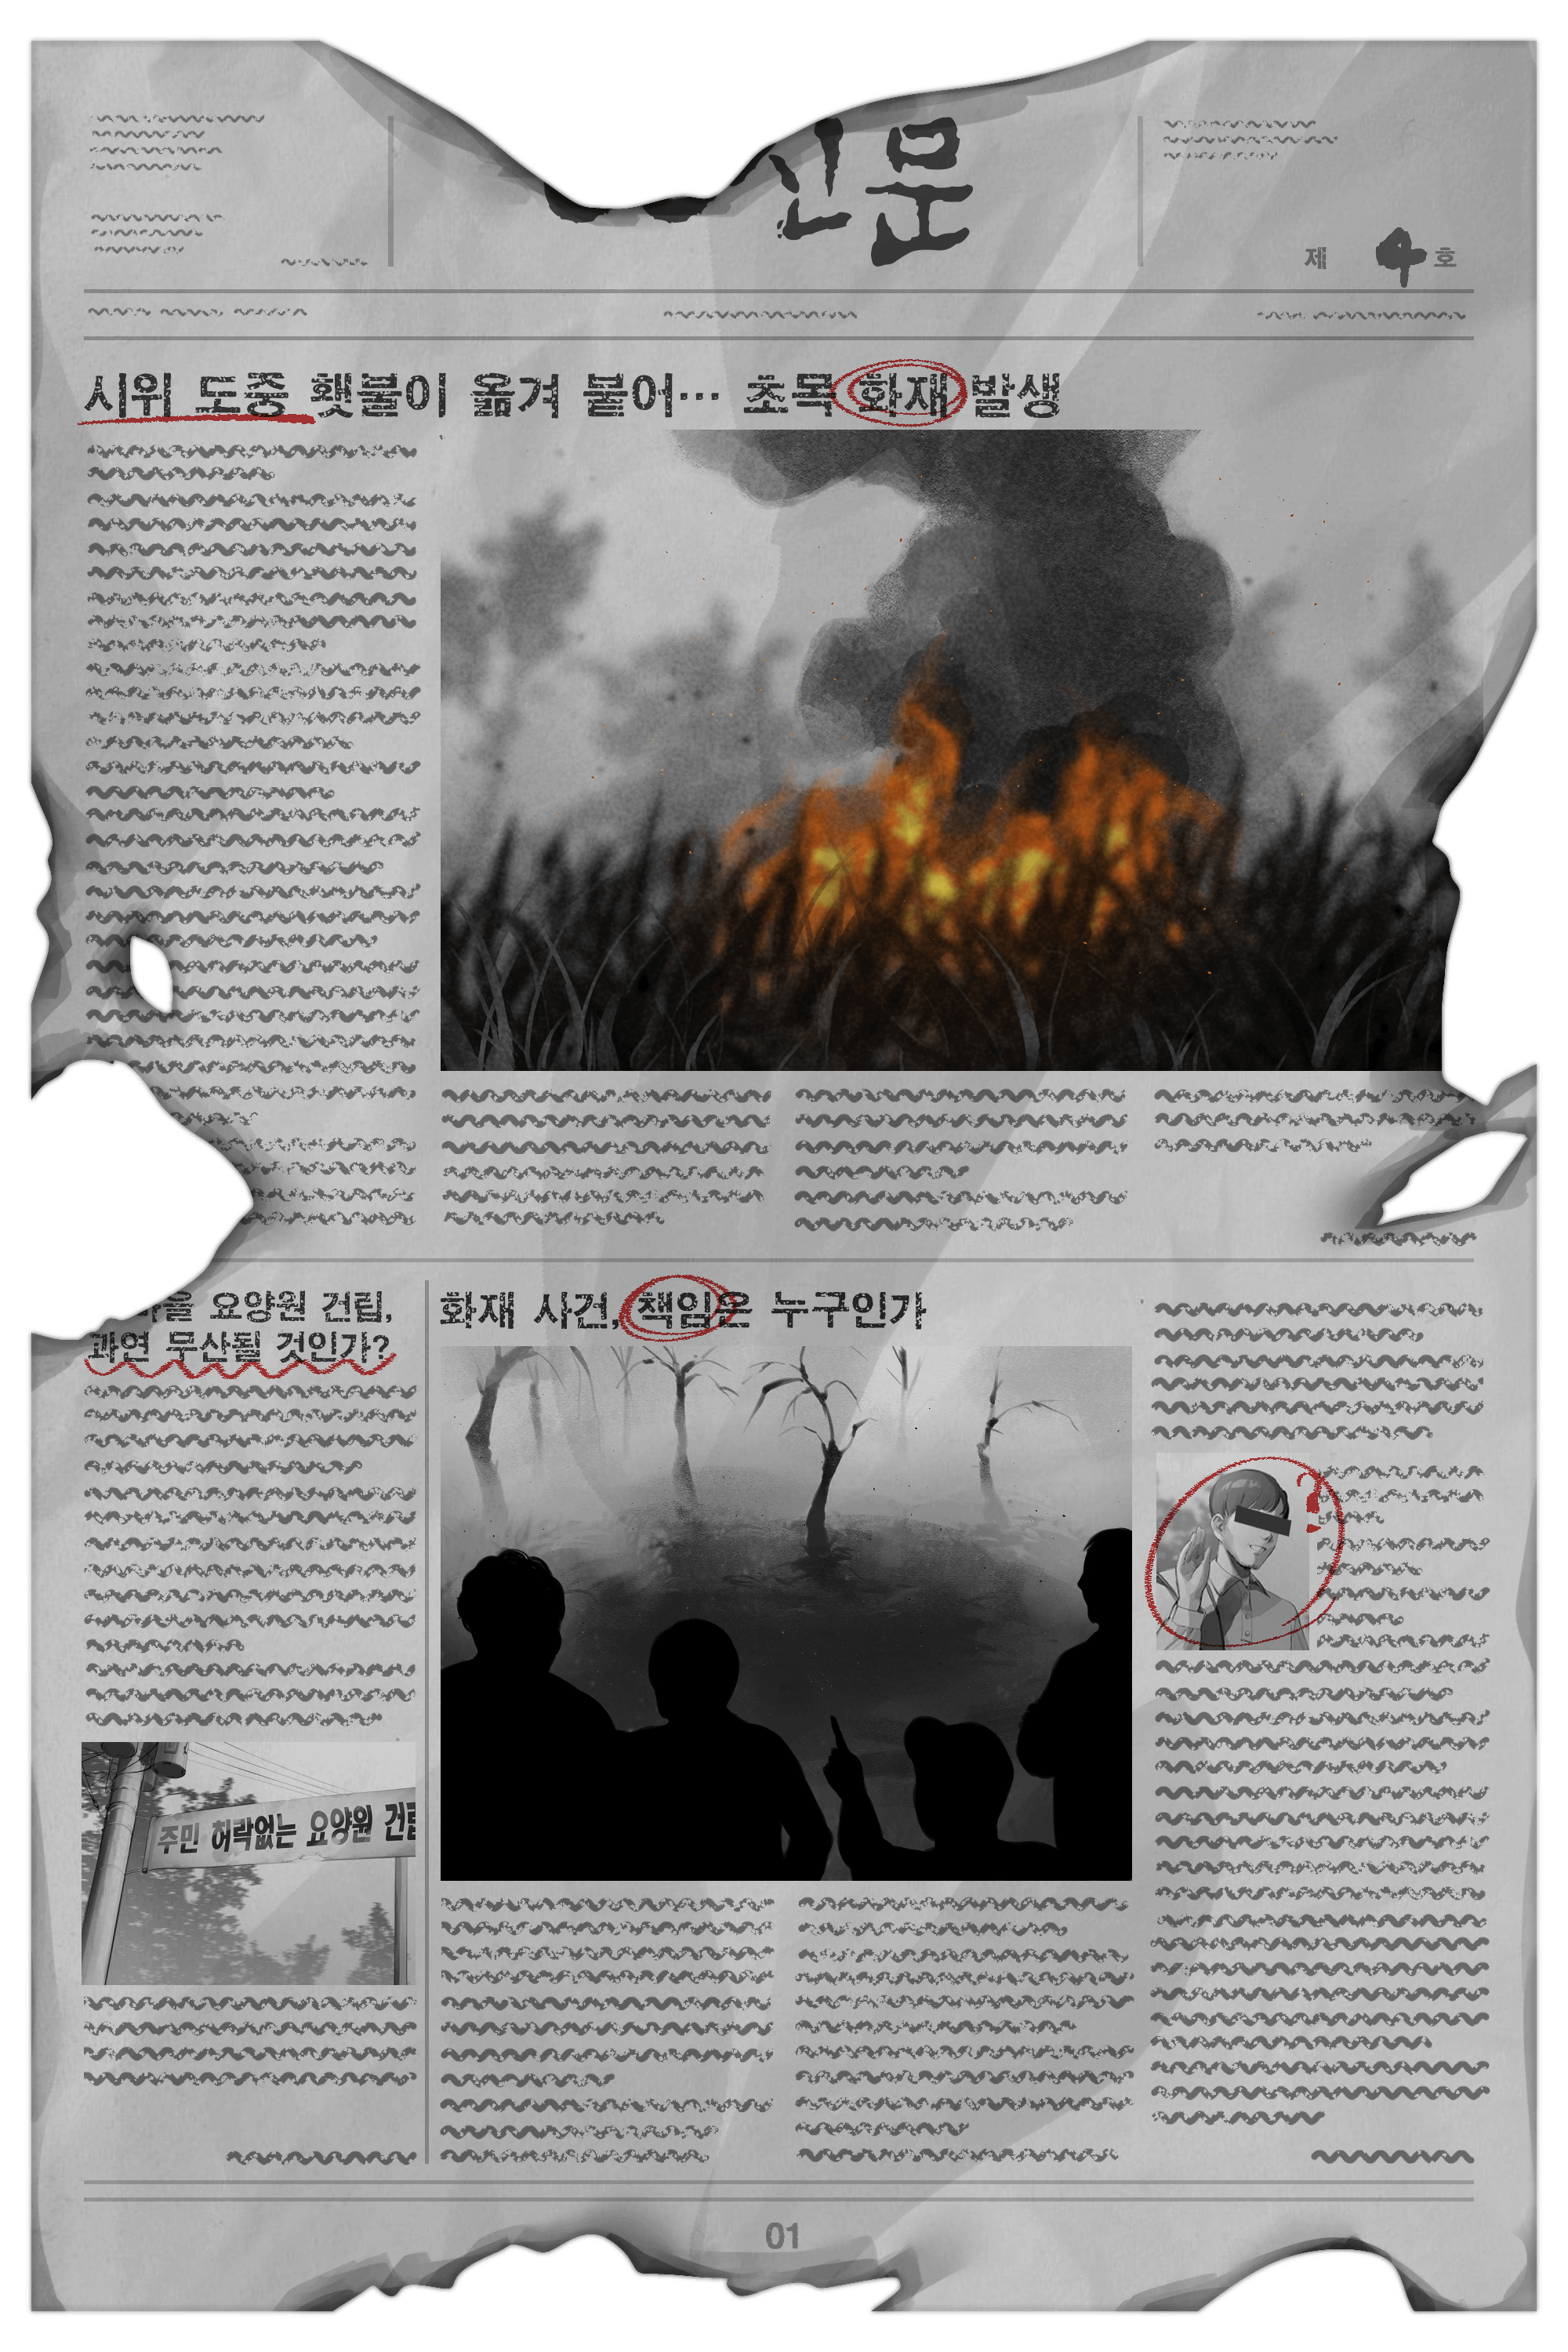 신문
제 4 호
시위 도중 횃불이 옮겨 붙어… 초목 화재 발생
마을 요양원 건립,
과연 무산될 것인가?
화재 사건, 책임은 누구인가
주민 허락없는 요양원 건립
01